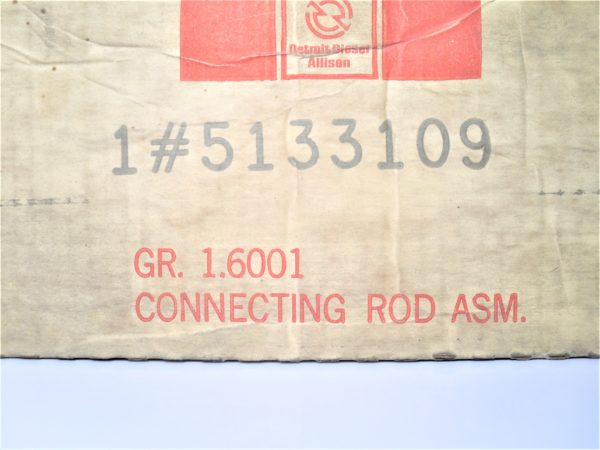 Detroit Diesel
Allison
1#5133109
GR. 1.6001
CONNECTING ROD ASM.